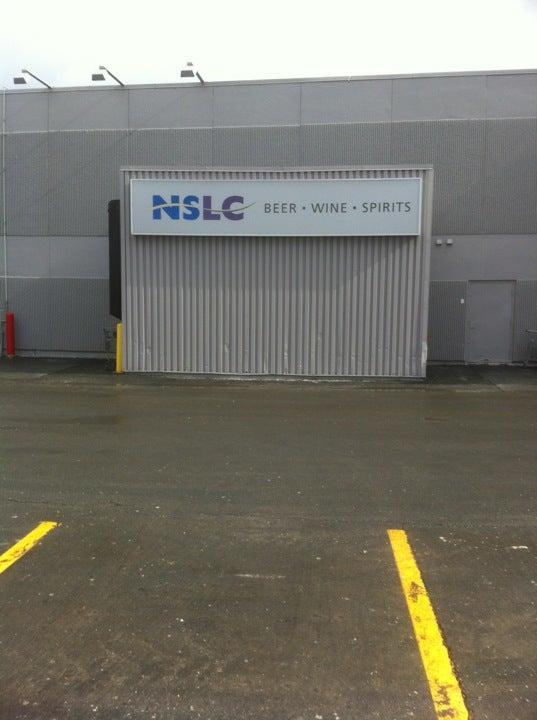 NSLC BEER • WINE • SPIRITS